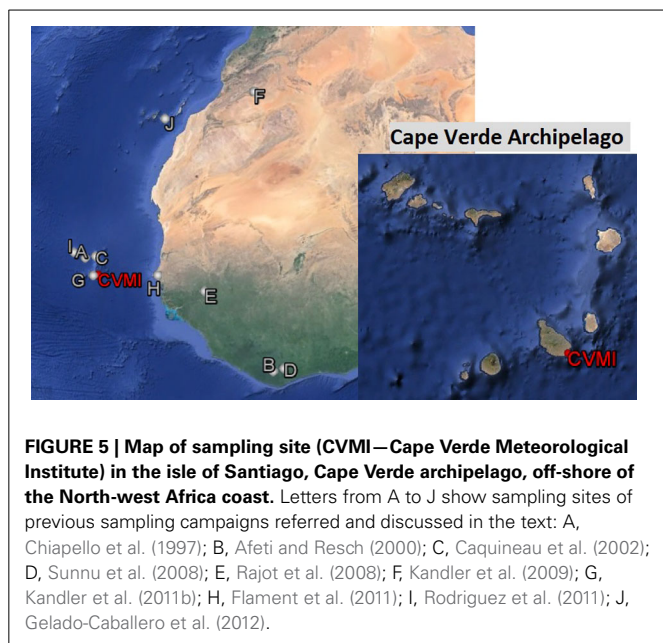 F
J
Cape Verde Archipelago
I
A
C
G
CVMI
H
E
B
D
CVMI
FIGURE 5 | Map of sampling site (CVMI—Cape Verde Meteorological
Institute) in the isle of Santiago, Cape Verde archipelago, off-shore of
the North-west Africa coast. Letters from A to J show sampling sites of
previous sampling campaigns referred and discussed in the text: A,
Chiapello et al. (1997); B, Afeti and Resch (2000); C, Caquineau et al. (2002);
D, Sunnu et al. (2008); E, Rajot et al. (2008); F, Kandler et al. (2009); G,
Kandler et al. (2011b); H, Flament et al. (2011); I, Rodriguez et al. (2011); J,
Gelado-Caballero et al. (2012).